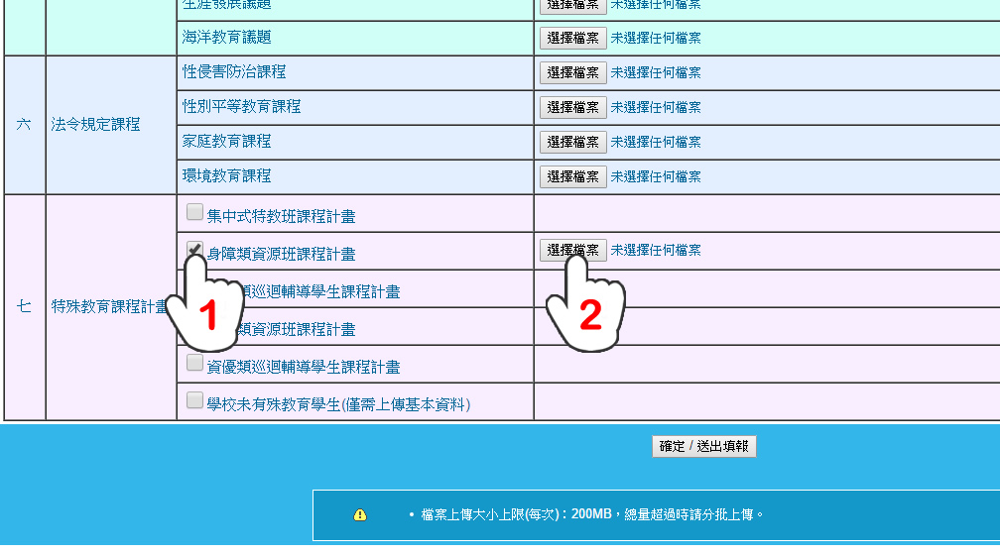 生涯發展議題 選擇檔案 未選擇任何檔案
海洋教育議題 選擇檔案 未選擇任何檔案
六 法令規定課程 性侵害防治課程 選擇檔案 未選擇任何檔案
性別平等教育課程 選擇檔案 未選擇任何檔案
家庭教育課程 選擇檔案 未選擇任何檔案
環境教育課程 選擇檔案 未選擇任何檔案
七 特殊教育課程計畫 集中式特教班課程計畫
身障類資源班課程計畫 選擇檔案 未選擇任何檔案
類巡迴輔導學生課程計畫
類資源班課程計畫
1
2
資優類巡迴輔導學生課程計畫
學校未有殊教育學生(僅需上傳基本資料)
確定 / 送出填報
• 檔案上傳大小上限(每次)：200MB，總量超過時請分批上傳。